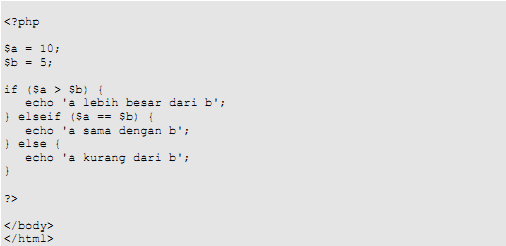 <?php
$a = 10;
$b = 5;
if ($a > $b) {
echo 'a lebih besar dari b';
} elseif ($a == $b) {
echo 'a sama dengan b';
} else {
echo 'a kurang dari b';
}
?>
</body>
</html>